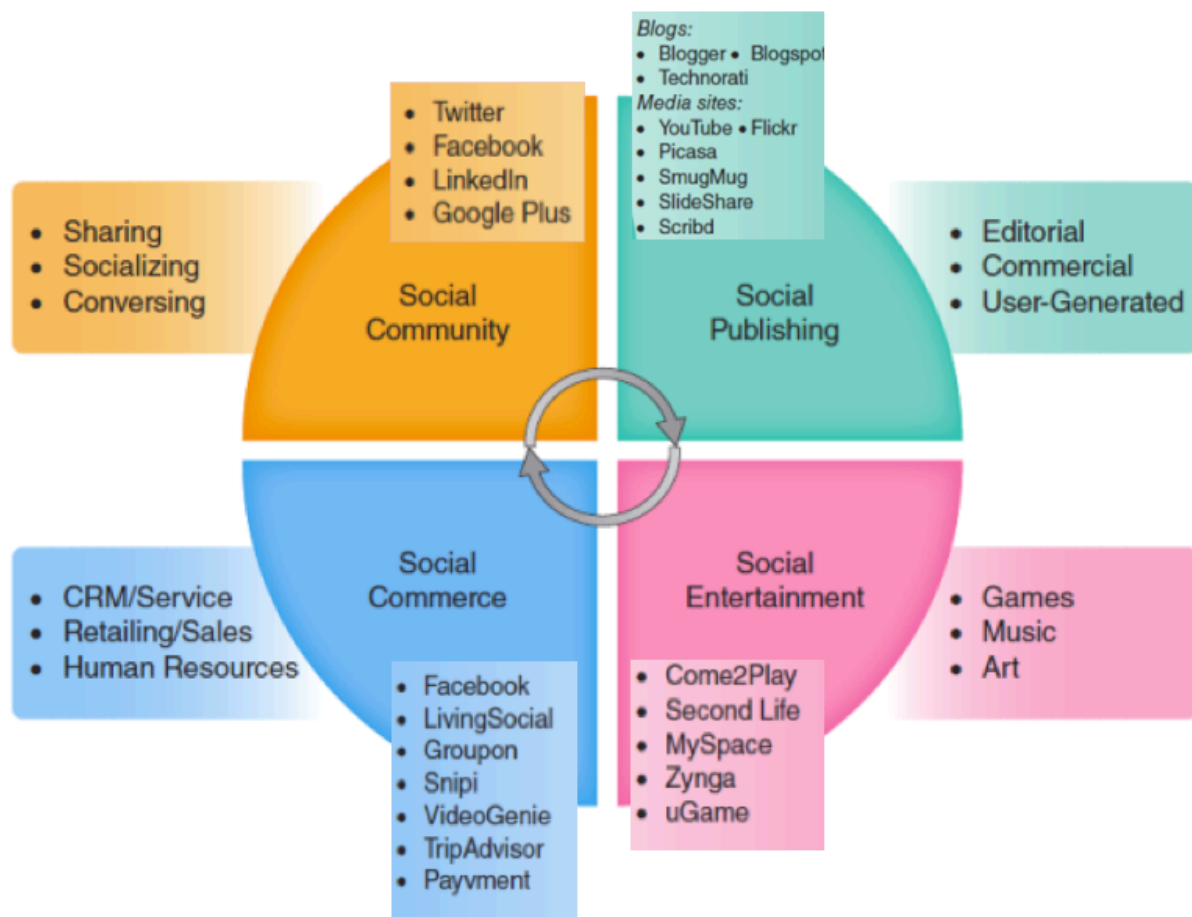 Blogs:
• Blogger • Blogspot
• Technorati
Media sites:
• YouTube • Flickr
• Picasa
• SmugMug
• SlideShare
• Scribd
• Twitter
• Facebook
• LinkedIn
• Google Plus
• Sharing
• Socializing
• Conversing
Social
Community
Social
Publishing
• Editorial
• Commercial
• User-Generated
• CRM/Service
• Retailing/Sales
• Human Resources
Social
Commerce
Social
Entertainment
• Games
• Music
• Art
• Facebook
• LivingSocial
• Groupon
• Snipi
• VideoGenie
• TripAdvisor
• Payvment
• Come2Play
• Second Life
• MySpace
• Zynga
• uGame